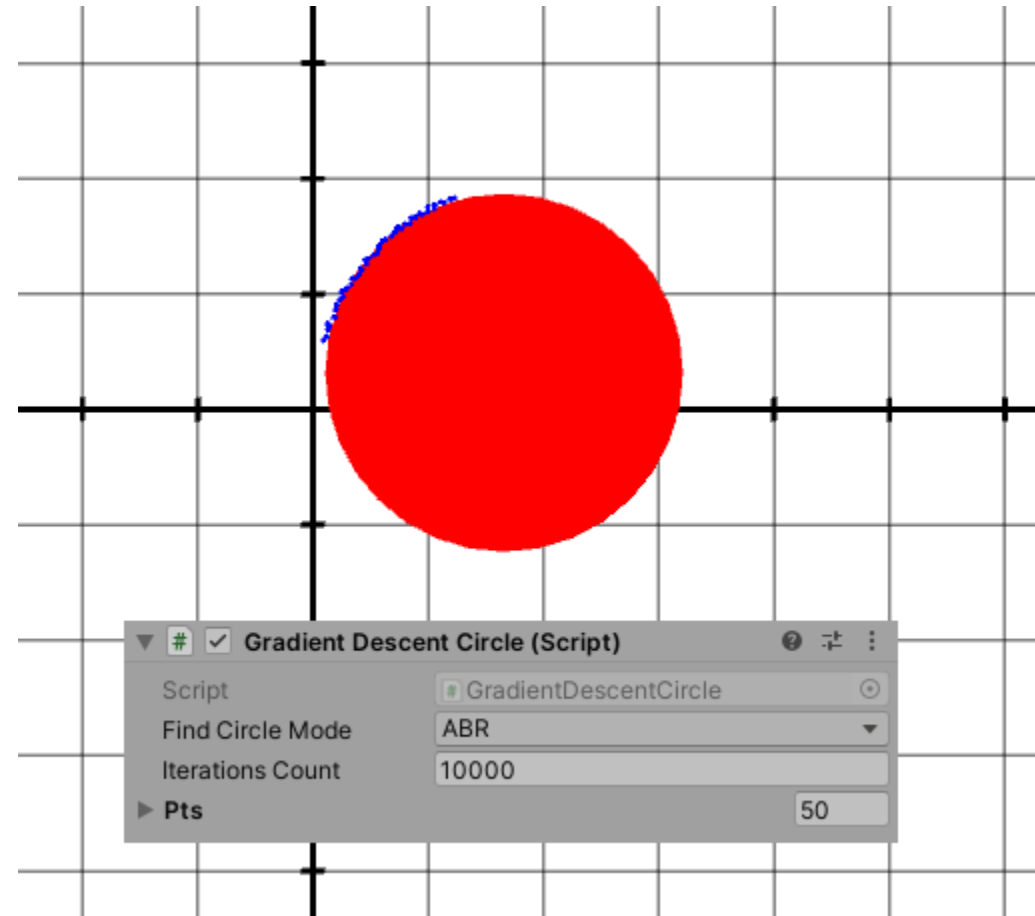 # Gradient Descent Circle (Script)
Script # GradientDescentCircle
Find Circle Mode ABR
Iterations Count 10000
Pts 50